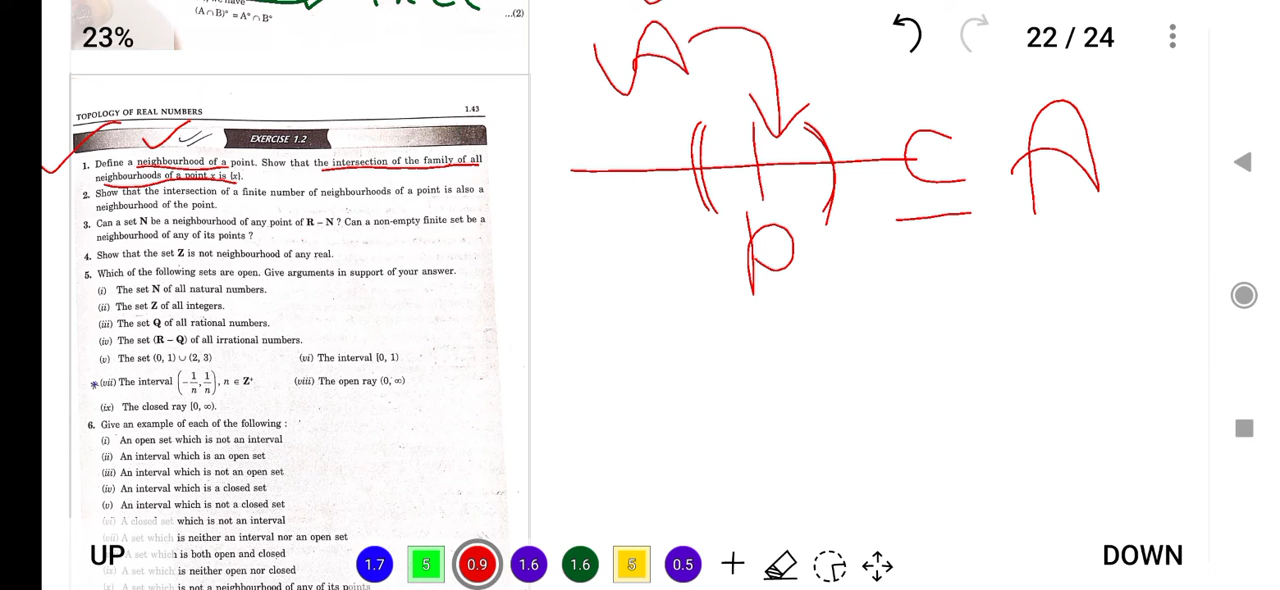 (A ∩ B)° = A° ∩ B° ...(2)
23%
22 / 24
A
⊆ A
p
TOPOLOGY OF REAL NUMBERS 1.43
EXERCISE 1.2
1. Define a neighbourhood of a point. Show that the intersection of the family of all
neighbourhoods of a point x is {x}.
2. Show that the intersection of a finite number of neighbourhoods of a point is also a
neighbourhood of the point.
3. Can a set N be a neighbourhood of any point of R – N ? Can a non-empty finite set be a
neighbourhood of any of its points ?
4. Show that the set Z is not neighbourhood of any real.
5. Which of the following sets are open. Give arguments in support of your answer.
(i) The set N of all natural numbers.
(ii) The set Z of all integers.
(iii) The set Q of all rational numbers.
(iv) The set (R – Q) of all irrational numbers.
(v) The set (0, 1) ∪ (2, 3) (vi) The interval [0, 1)
*(vii) The interval (-1/n, 1/n), n ∈ Z⁺ (viii) The open ray (0, ∞)
(ix) The closed ray [0, ∞).
6. Give an example of each of the following :
(i) An open set which is not an interval
(ii) An interval which is an open set
(iii) An interval which is not an open set
(iv) An interval which is a closed set
(v) An interval which is not a closed set
(vi) A closed set which is not an interval
(vii) A set which is neither an interval nor an open set
A set which is both open and closed
(ix) A set which is neither open nor closed
(x) A set which is not a neighbourhood of any of its points
UP
DOWN
1.7 5 0.9 1.6 1.6 5 0.5 +